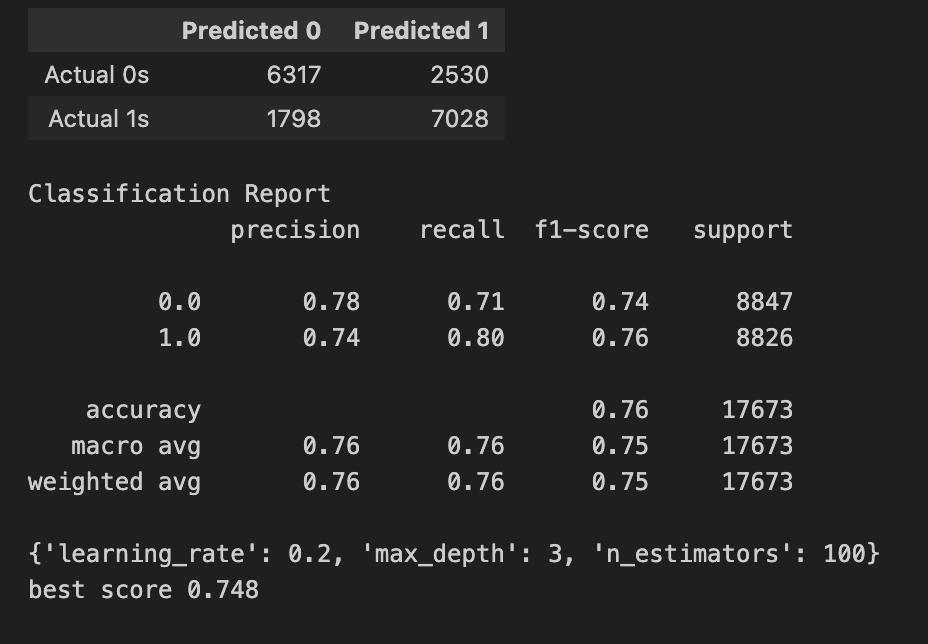 Predicted 0 Predicted 1
Actual 0s 6317 2530
Actual 1s 1798 7028
Classification Report
precision recall f1-score support
0.0 0.78 0.71 0.74 8847
1.0 0.74 0.80 0.76 8826
accuracy 0.76 17673
macro avg 0.76 0.76 0.75 17673
weighted avg 0.76 0.76 0.75 17673
{'learning_rate': 0.2, 'max_depth': 3, 'n_estimators': 100}
best score 0.748